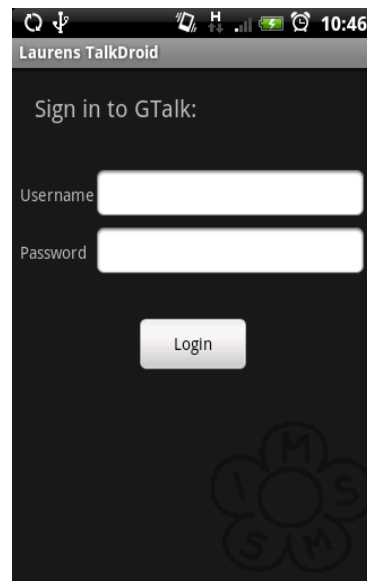 H 10:46
Laurens TalkDroid
Sign in to GTalk:
Username
Password
Login
M
I S
S M